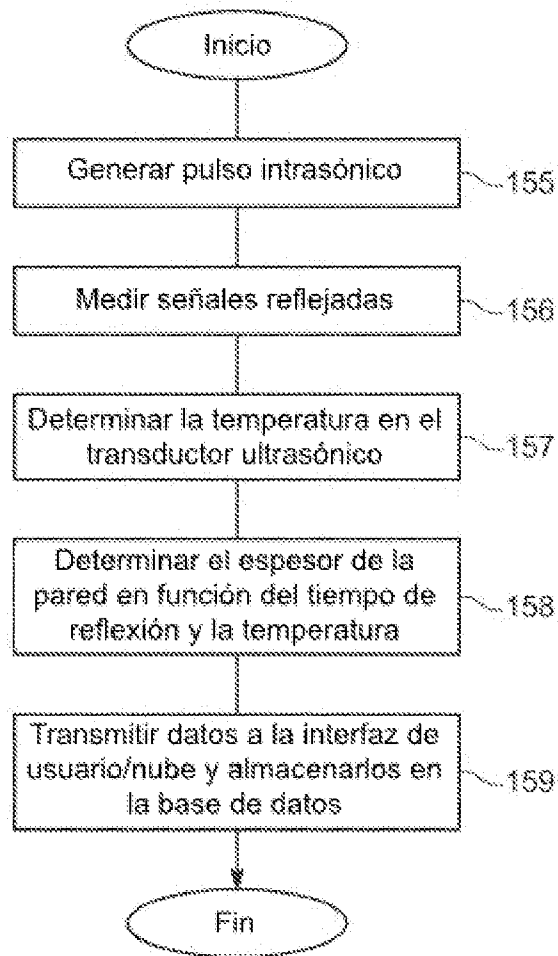 Inicio
Generar pulso intrasónico
155
Medir señales reflejadas
156
Determinar la temperatura en el
transductor ultrasónico
157
Determinar el espesor de la
pared en función del tiempo de
reflexión y la temperatura
158
Transmitir datos a la interfaz de
usuario/nube y almacenarlos en
la base de datos
159
Fin